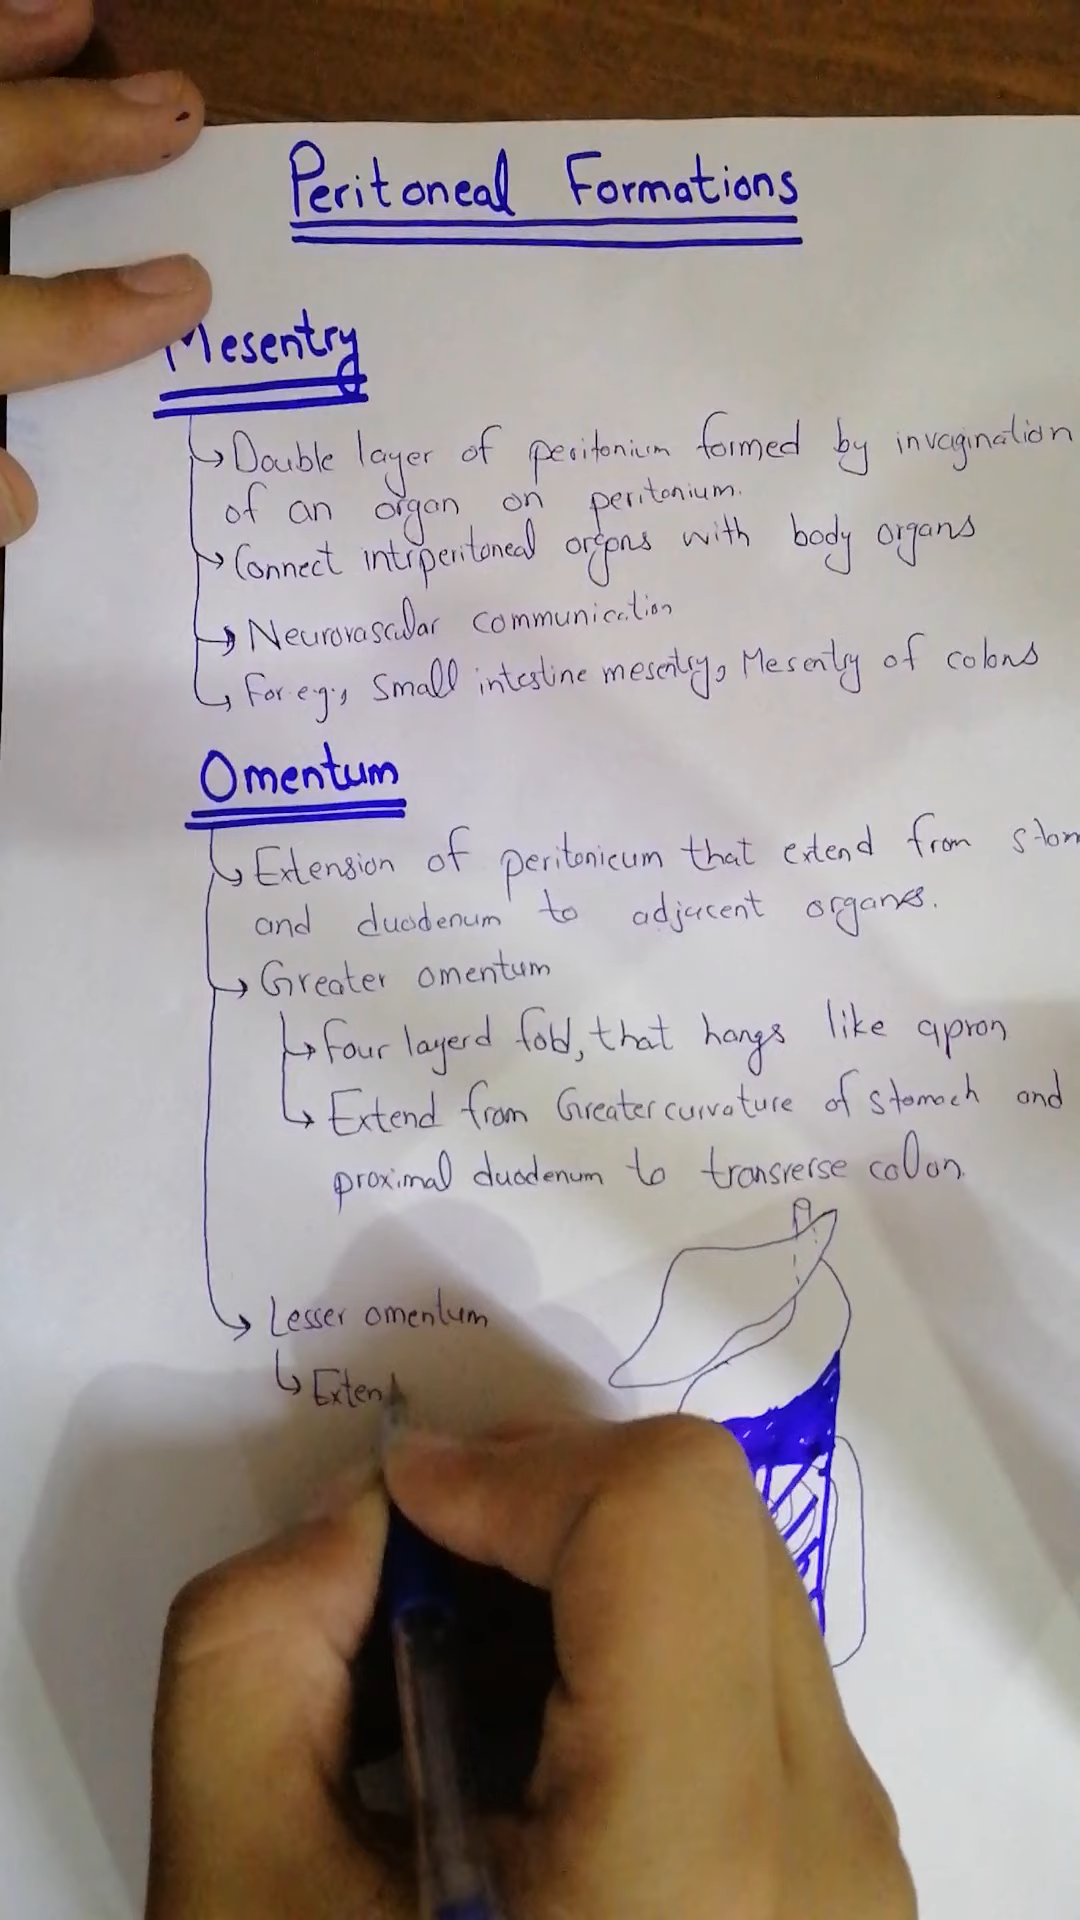 Peritoneal Formations
Mesentry
Double layer of peritonium formed by invagination
of an organ on peritonium.
Connect intrperitoneal organs with body organs
Neurovascular communication
For e.g., Small intestine mesentry, Mesentry of colons
Omentum
Extension of peritonicum that extend from stom
and duodenum to adjacent organs.
Greater omentum
Four layerd fold, that hangs like apron
Extend from Greater curvature of stomach and
proximal duodenum to transverse colon.
Lesser omentum
Exten